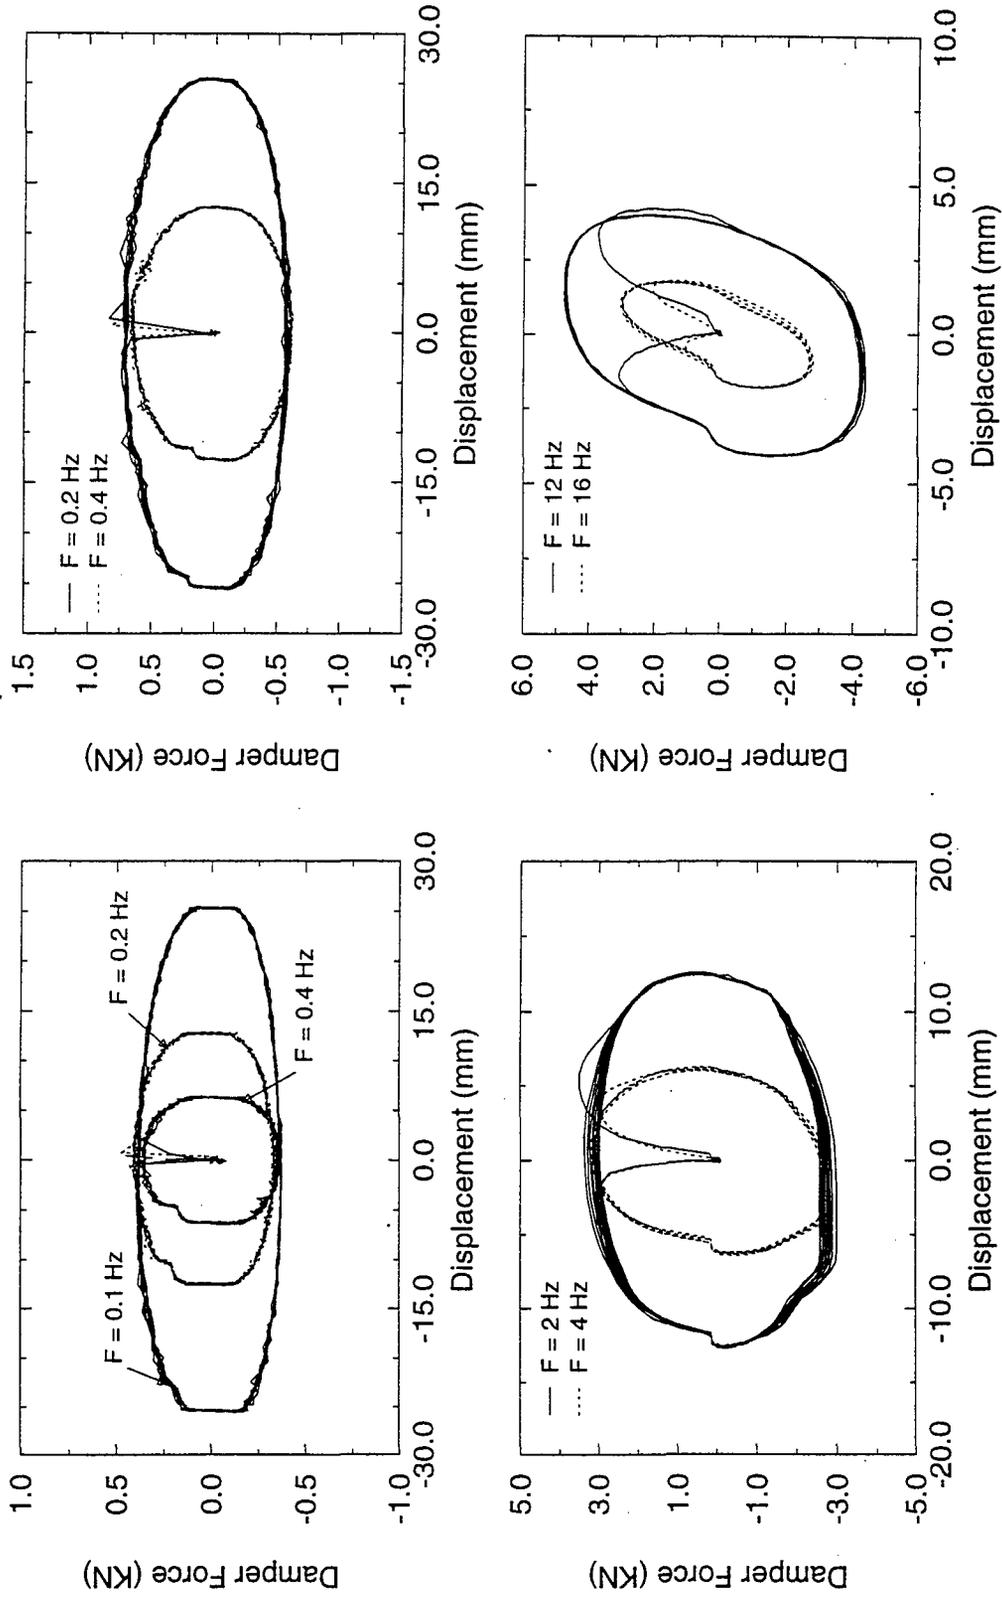 Damper Force (KN)
1.0
0.5
0.0
-0.5
-1.0
F = 0.1 Hz
F = 0.2 Hz
F = 0.4 Hz
-30.0 -15.0 0.0 15.0 30.0
Displacement (mm)
Damper Force (KN)
1.5
1.0
0.5
0.0
-0.5
-1.0
-1.5
F = 0.2 Hz
F = 0.4 Hz
-30.0 -15.0 0.0 15.0 30.0
Displacement (mm)
Damper Force (KN)
5.0
3.0
1.0
-1.0
-3.0
-5.0
F = 2 Hz
F = 4 Hz
-20.0 -10.0 0.0 10.0 20.0
Displacement (mm)
Damper Force (KN)
6.0
4.0
2.0
0.0
-2.0
-4.0
-6.0
F = 12 Hz
F = 16 Hz
-10.0 -5.0 0.0 5.0 10.0
Displacement (mm)